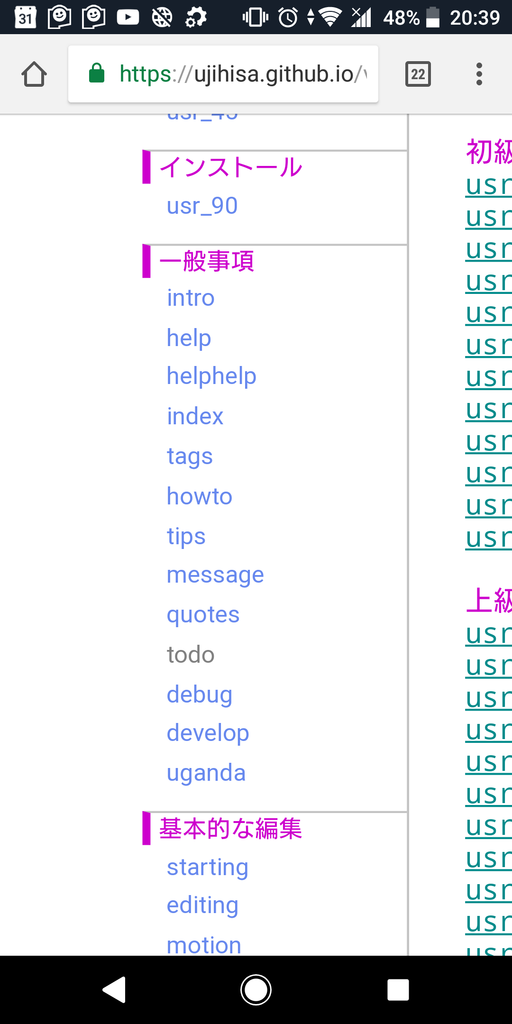 31 48% 20:39
https://ujihisa.github.io/v 22
usr_45
インストール
usr_90
一般事項
intro
help
helphelp
index
tags
howto
tips
message
quotes
todo
debug
develop
uganda
基本的な編集
starting
editing
motion
初級
usr
usr
usr
usr
usr
usr
usr
usr
usr
usr
usr
usr
上級
usr
usr
usr
usr
usr
usr
usr
usr
usr
usr
usr